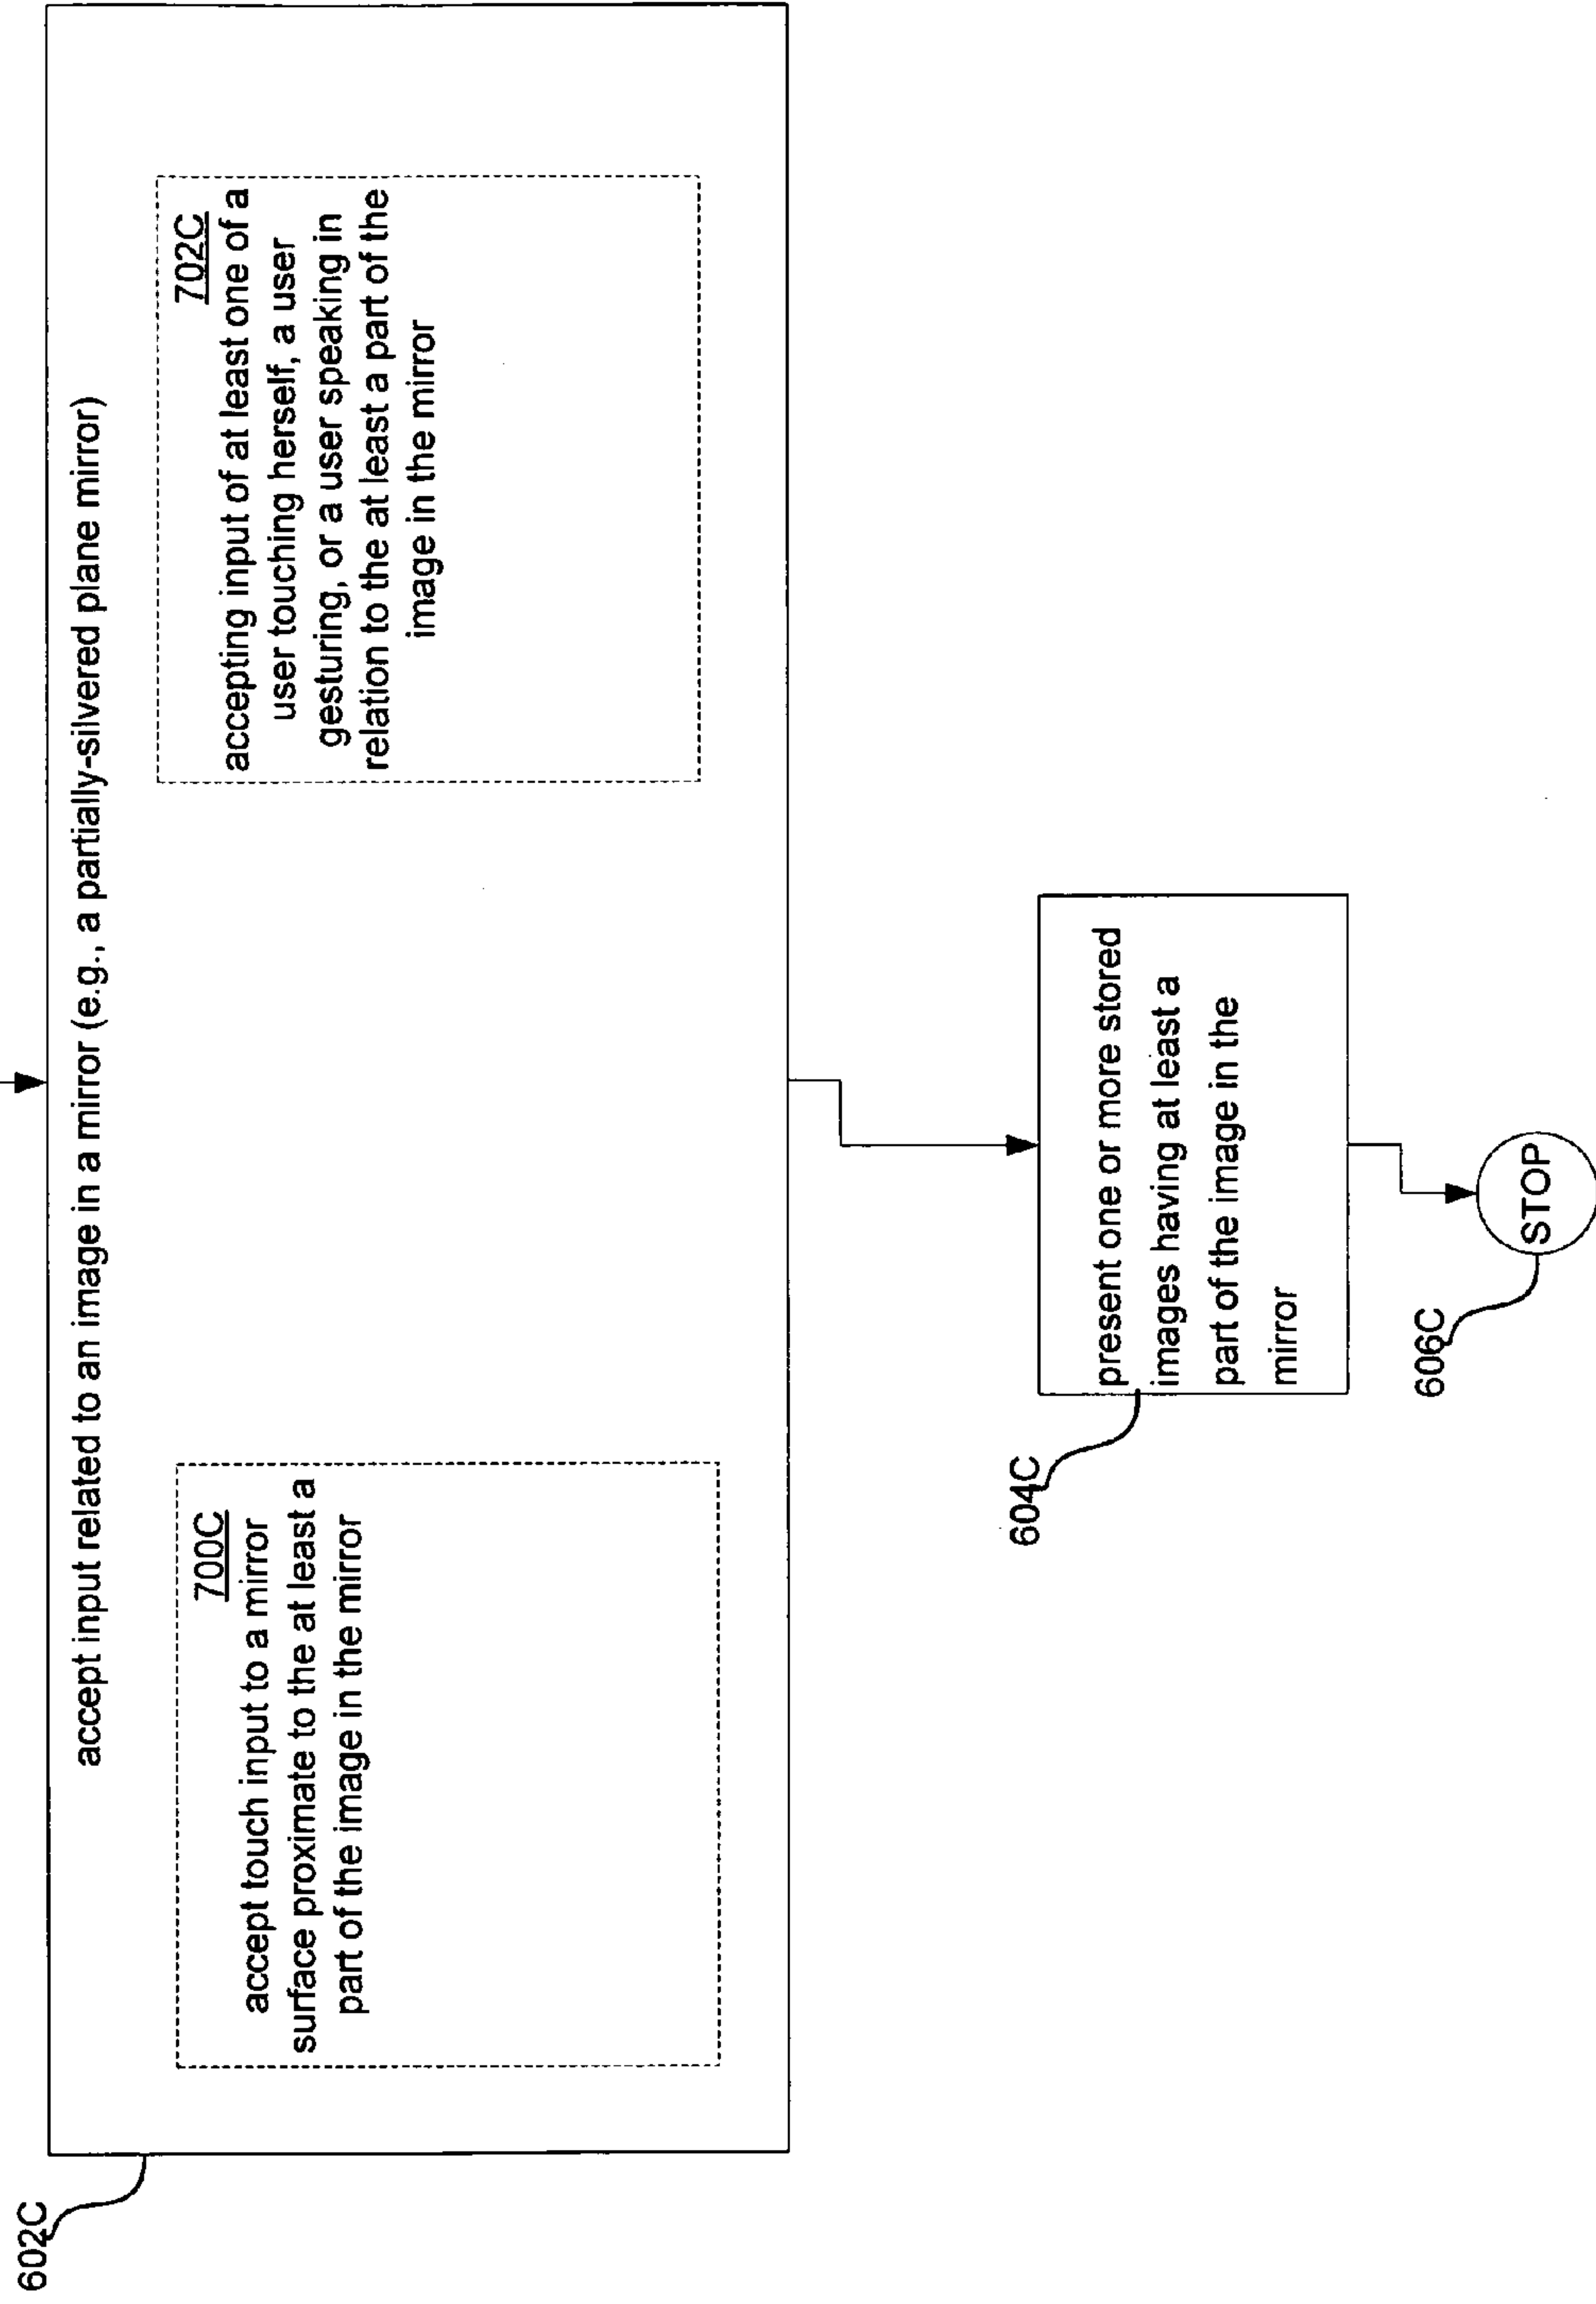 602C
accept input related to an image in a mirror (e.g., a partially-silvered plane mirror)
700C
accept touch input to a mirror
surface proximate to the at least a
part of the image in the mirror
702C
accepting input of at least one of a
user touching herself, a user
gesturing, or a user speaking in
relation to the at least a part of the
image in the mirror
604C
present one or more stored
images having at least a
part of the image in the
mirror
606C
STOP